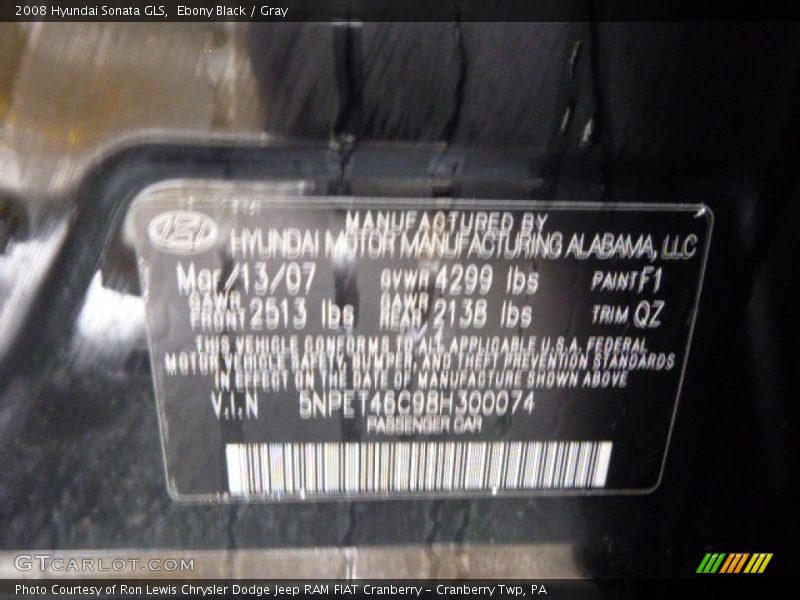 2008 Hyundai Sonata GLS,  Ebony Black / Gray
MANUFACTURED BY
HYUNDAI MOTOR MANUFACTURING ALABAMA, LLC
Mar/13/07 GVWR 4299 lbs PAINT F1
GAWR FRONT 2513 lbs GAWR REAR 2138 lbs TRIM QZ
THIS VEHICLE CONFORMS TO ALL APPLICABLE U.S.A. FEDERAL
MOTOR VEHICLE SAFETY, BUMPER, AND THEFT PREVENTION STANDARDS
IN EFFECT ON THE DATE OF MANUFACTURE SHOWN ABOVE
V.I.N 5NPET46C98H300074
PASSENGER CAR
GTCARLOT.COM
Photo Courtesy of Ron Lewis Chrysler Dodge Jeep RAM FIAT Cranberry – Cranberry Twp, PA